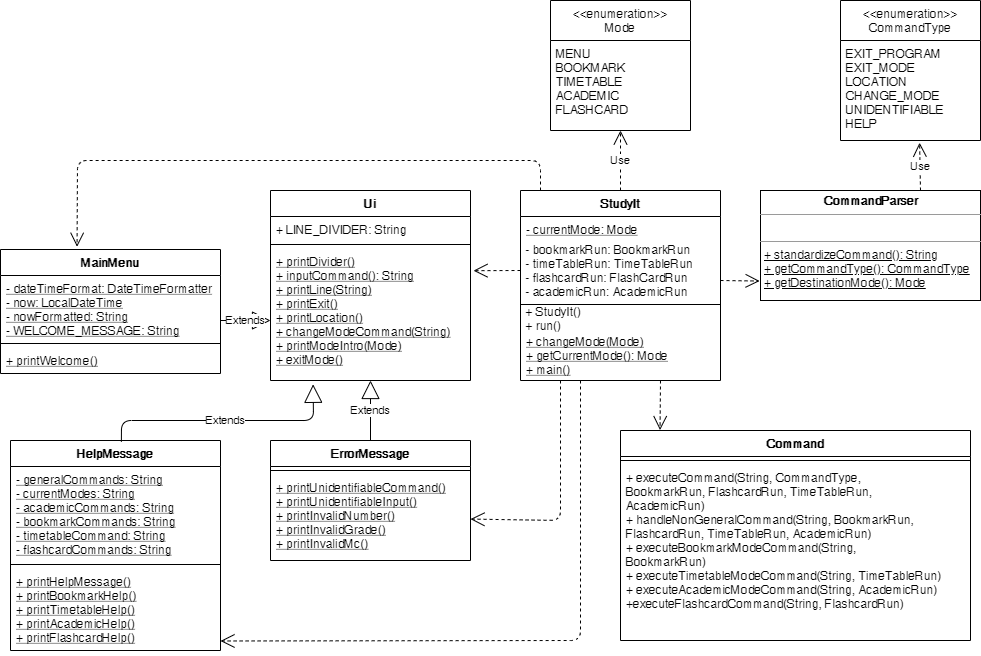 <<enumeration>>
Mode
MENU
BOOKMARK
TIMETABLE
ACADEMIC
FLASHCARD
<<enumeration>>
CommandType
EXIT_PROGRAM
EXIT_MODE
LOCATION
CHANGE_MODE
UNIDENTIFIABLE
HELP
Use
Use
Ui
+ LINE_DIVIDER: String
+ printDivider()
+ inputCommand(): String
+ printLine(String)
+ printExit()
+ printLocation()
+ changeModeCommand(String)
+ printModeIntro(Mode)
+ exitMode()
StudyIt
- currentMode: Mode
- bookmarkRun: BookmarkRun
- timeTableRun: TimeTableRun
- flashcardRun: FlashCardRun
- academicRun: AcademicRun
+ StudyIt()
+ run()
+ changeMode(Mode)
+ getCurrentMode(): Mode
+ main()
CommandParser
+ standardizeCommand(): String
+ getCommandType(): CommandType
+ getDestinationMode(): Mode
MainMenu
- dateTimeFormat: DateTimeFormatter
- now: LocalDateTime
- nowFormatted: String
- WELCOME_MESSAGE: String
+ printWelcome()
Extends
Extends
Extends
HelpMessage
- generalCommands: String
- currentModes: String
- academicCommands: String
- bookmarkCommands: String
- timetableCommand: String
- flashcardCommands: String
+ printHelpMessage()
+ printBookmarkHelp()
+ printTimetableHelp()
+ printAcademicHelp()
+ printFlashcardHelp()
ErrorMessage
+ printUnidentifiableCommand()
+ printUnidentifiableInput()
+ printInvalidNumber()
+ printInvalidGrade()
+ printInvalidMc()
Command
+ executeCommand(String, CommandType,
BookmarkRun, FlashcardRun, TimeTableRun,
AcademicRun)
+ handleNonGeneralCommand(String, BookmarkRun,
FlashcardRun, TimeTableRun, AcademicRun)
+ executeBookmarkModeCommand(String,
BookmarkRun)
+ executeTimetableModeCommand(String, TimeTableRun)
+ executeAcademicModeCommand(String, AcademicRun)
+executeFlashcardCommand(String, FlashcardRun)